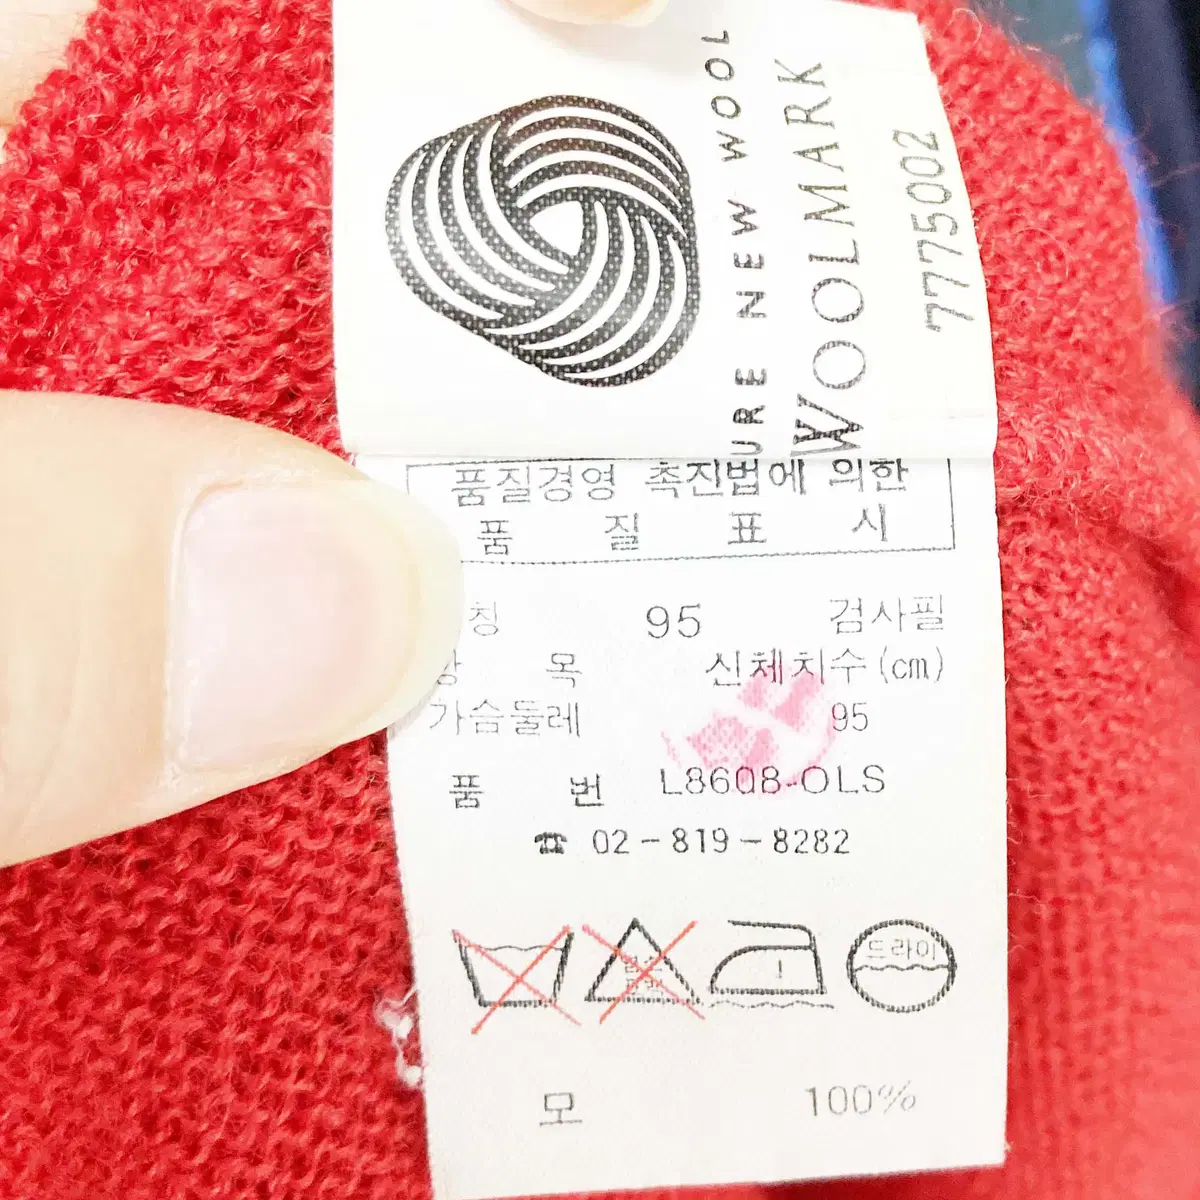 URE NEW WOOL
WOOLMARK
7775002
품질경영 촉진법에 의한
품 질 표 시
칭 95 검사필
항 목 신체치수(cm)
가슴둘레 95
품 번 L8608-OLS
☎ 02-819-8282
드라이
모 100%